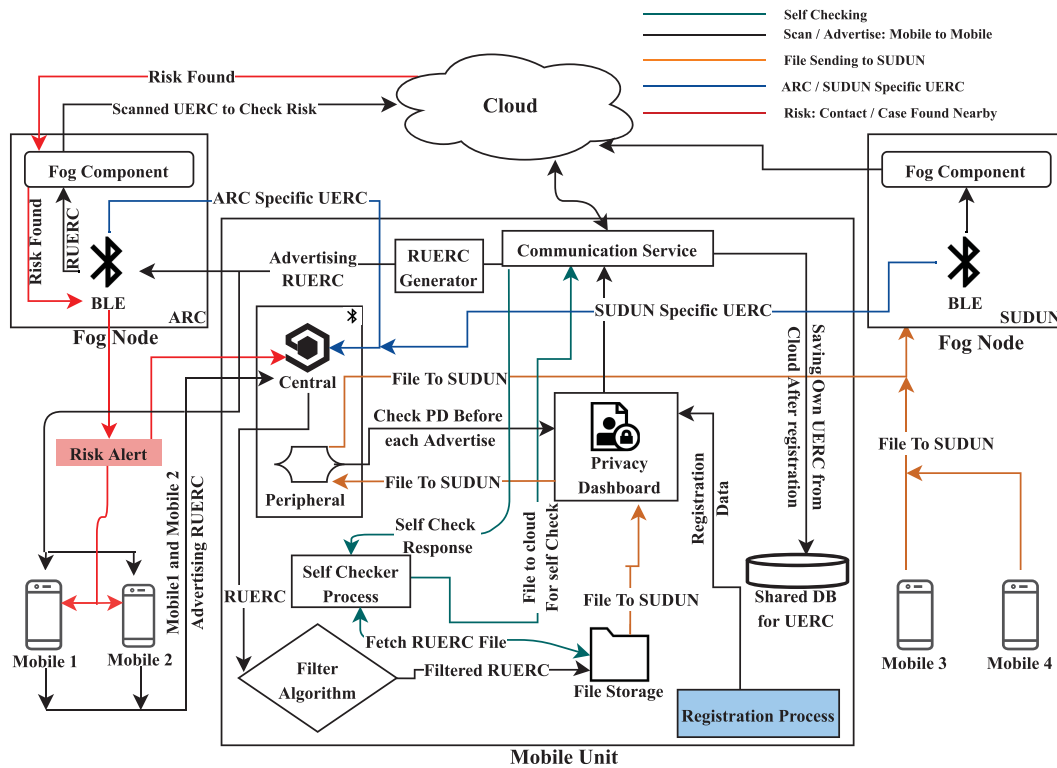 Self Checking
Scan / Advertise: Mobile to Mobile
File Sending to SUDUN
ARC / SUDUN Specific UERC
Risk: Contact / Case Found Nearby
Risk Found
Scanned UERC to Check Risk
Cloud
Fog Component
Fog Component
Risk Found
RUERC
BLE
ARC
Fog Node
ARC Specific UERC
Advertising
RUERC
RUERC
Generator
Communication Service
BLE
SUDUN
Fog Node
SUDUN Specific UERC
Central
File To SUDUN
Check PD Before
each Advertise
Peripheral
File To SUDUN
Privacy
Dashboard
Registration
Data
Saving Own UERC from
Cloud After registration
File To SUDUN
Risk Alert
Mobile1 and Mobile 2
Advertising RUERC
Self Check
Response
File to cloud
For self Check
Self Checker
Process
RUERC
File To SUDUN
Shared DB
for UERC
Fetch RUERC File
Filter
Algorithm
Filtered RUERC
File Storage
Registration Process
Mobile 1
Mobile 2
Mobile 3
Mobile 4
Mobile Unit